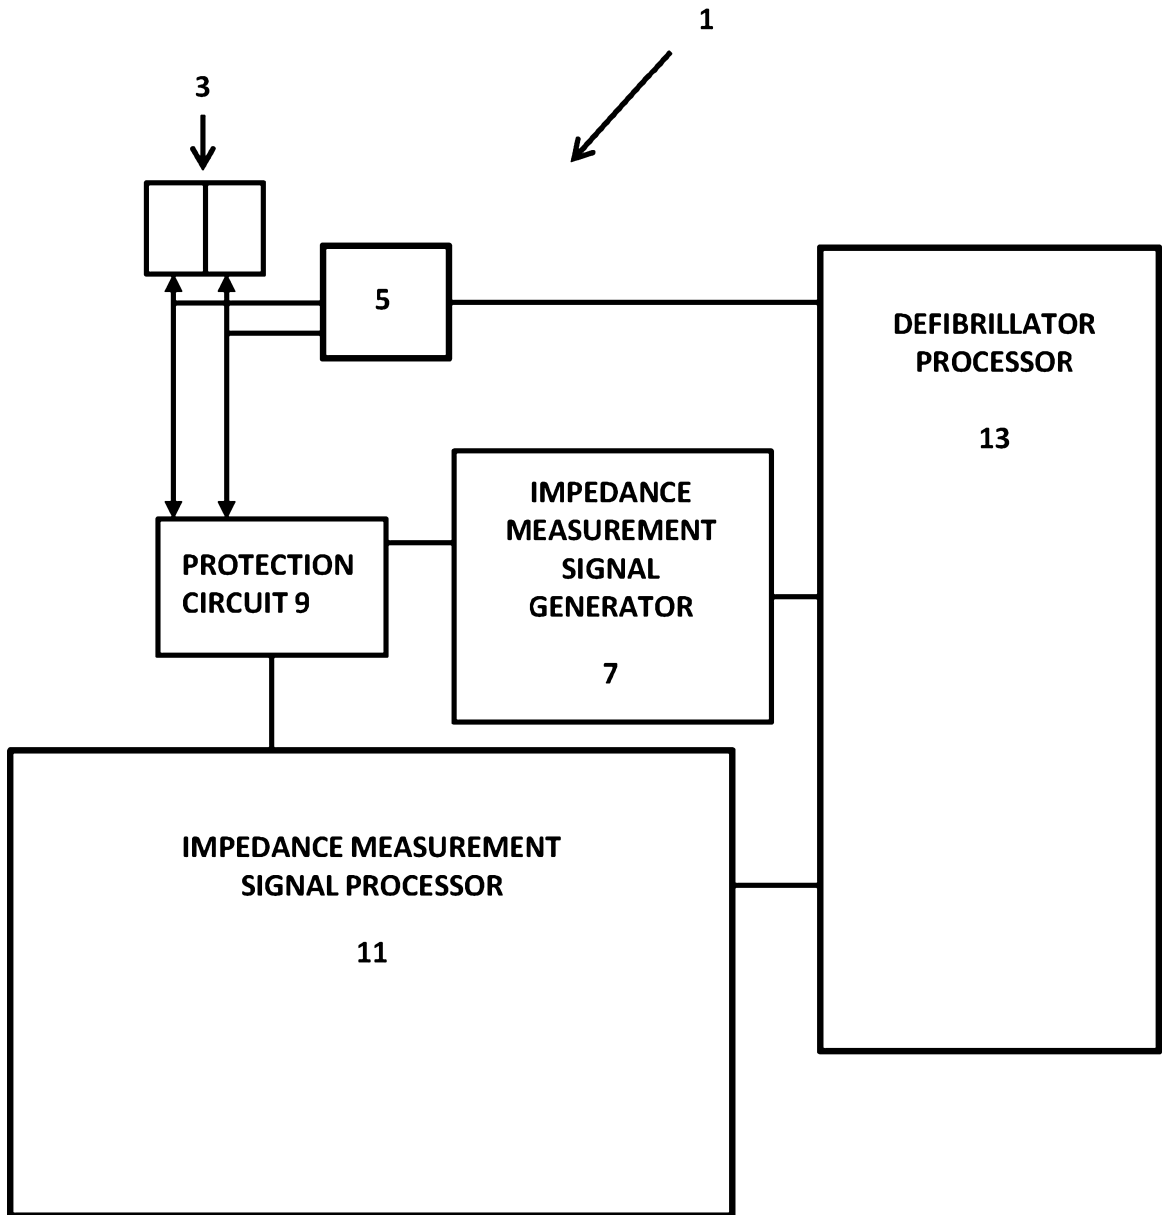 1
3
5
DEFIBRILLATOR
PROCESSOR
13
IMPEDANCE
MEASUREMENT
SIGNAL
GENERATOR
7
PROTECTION
CIRCUIT 9
IMPEDANCE MEASUREMENT
SIGNAL PROCESSOR
11